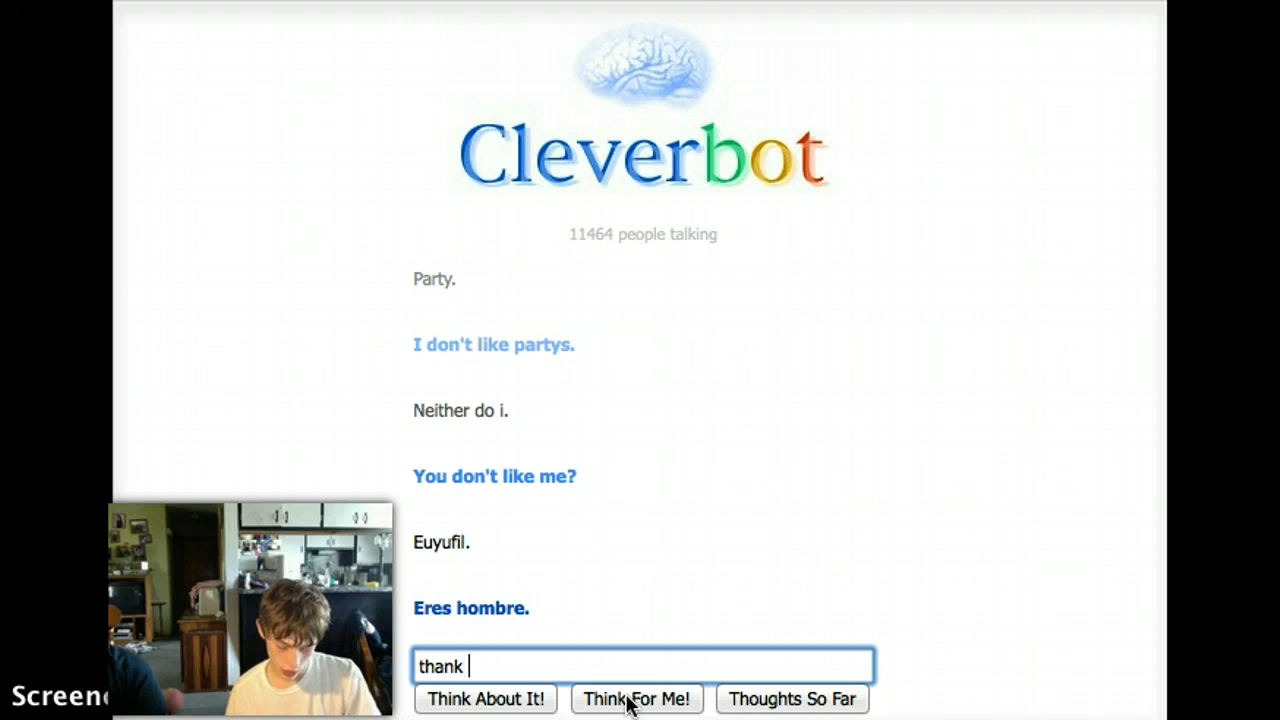 Cleverbot
11464 people talking
Party.
I don't like partys.
Neither do i.
You don't like me?
Euyufil.
Eres hombre.
thank
Think About It! Think For Me! Thoughts So Far
Screen